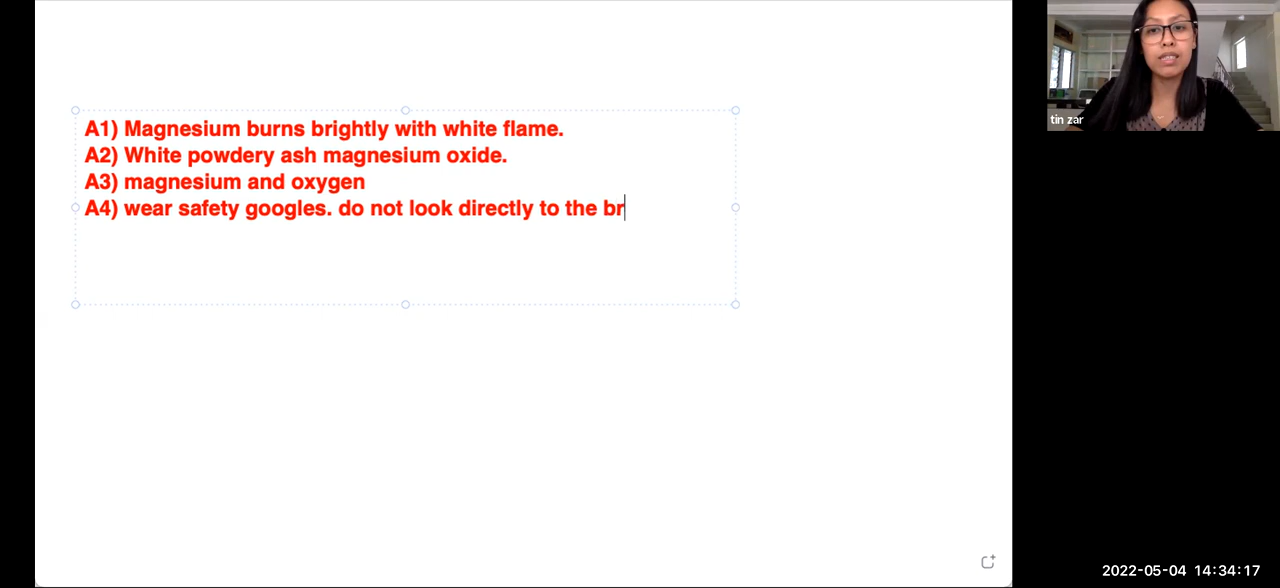 A1) Magnesium burns brightly with white flame.
A2) White powdery ash magnesium oxide.
A3) magnesium and oxygen
A4) wear safety googles. do not look directly to the br
tin zar
2022-05-04 14:34:17